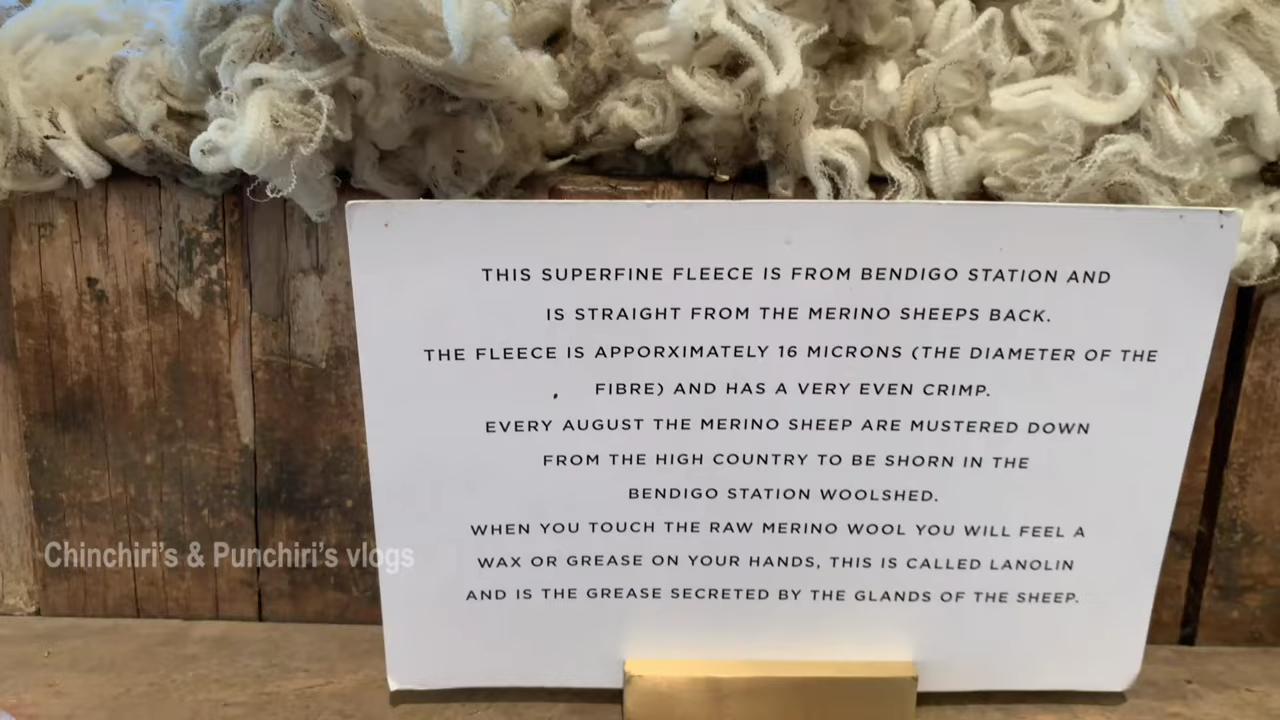 THIS SUPERFINE FLEECE IS FROM BENDIGO STATION AND
IS STRAIGHT FROM THE MERINO SHEEPS BACK.
THE FLEECE IS APPORXIMATELY 16 MICRONS (THE DIAMETER OF THE
FIBRE) AND HAS A VERY EVEN CRIMP.
EVERY AUGUST THE MERINO SHEEP ARE MUSTERED DOWN
FROM THE HIGH COUNTRY TO BE SHORN IN THE
BENDIGO STATION WOOLSHED.
WHEN YOU TOUCH THE RAW MERINO WOOL YOU WILL FEEL A
WAX OR GREASE ON YOUR HANDS, THIS IS CALLED LANOLIN
AND IS THE GREASE SECRETED BY THE GLANDS OF THE SHEEP.
Chinchiri's & Punchiri's vlogs